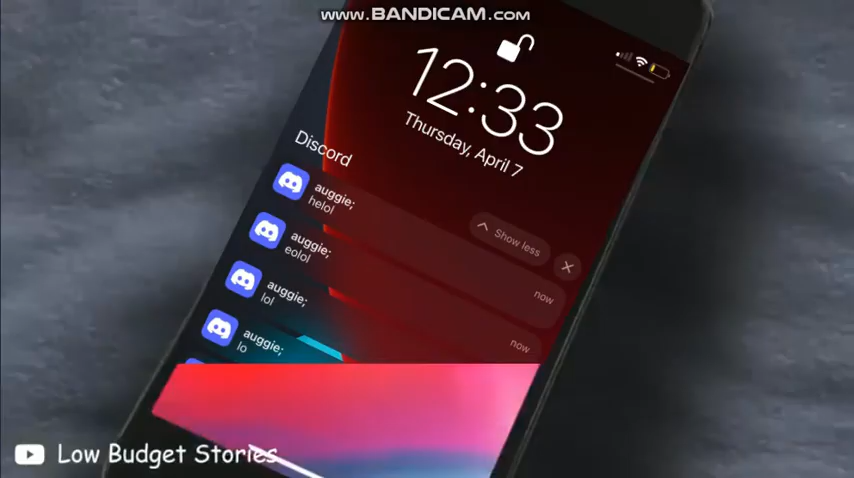 www.BANDICAM.com
12:33
Thursday, April 7
Discord
Show less
auggie;
helol
now
auggie;
eolol
now
auggie;
lol
auggie;
lo
Low Budget Stories